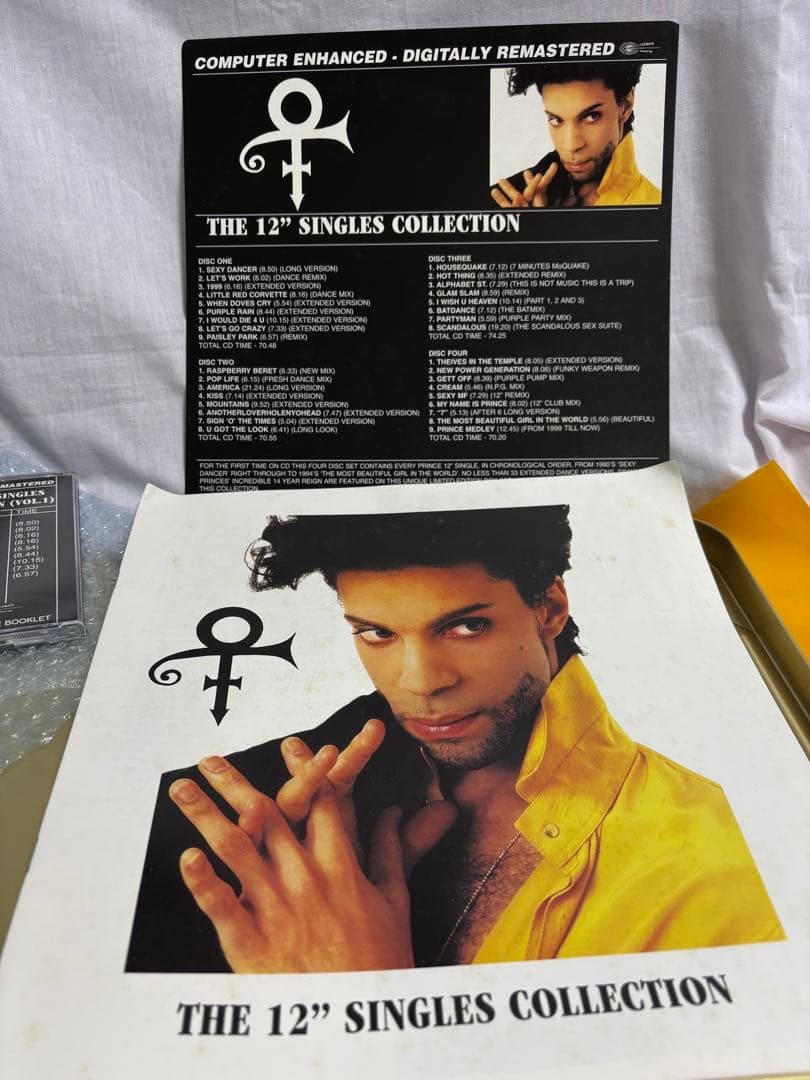 COMPUTER ENHANCED - DIGITALLY REMASTERED
THE 12” SINGLES COLLECTION
DISC ONE
1. SEXY DANCER (8.50) (LONG VERSION)
2. LET'S WORK (8.02) (DANCE REMIX)
3. 1999 (6.16) (EXTENDED VERSION)
4. LITTLE RED CORVETTE (8.16) (DANCE MIX)
5. WHEN DOVES CRY (5.54) (EXTENDED VERSION)
6. PURPLE RAIN (8.44) (EXTENDED VERSION)
7. I WOULD DIE 4 U (10.15) (EXTENDED VERSION)
8. LET'S GO CRAZY (7.33) (EXTENDED VERSION)
9. PAISLEY PARK (6.57) (REMIX)
TOTAL CD TIME - 70.48
DISC TWO
1. RASPBERRY BERET (6.33) (NEW MIX)
2. POP LIFE (6.15) (FRESH DANCE MIX)
3. AMERICA (21.24) (LONG VERSION)
4. KISS (7.14) (EXTENDED VERSION)
5. MOUNTAINS (9.52) (EXTENDED VERSION)
6. ANOTHERLOVERHOLENYOHEAD (7.47) (EXTENDED VERSION)
7. SIGN 'O' THE TIMES (5.04) (EXTENDED VERSION)
8. U GOT THE LOOK (6.41) (LONG LOOK)
TOTAL CD TIME - 70.55
DISC THREE
1. HOUSEQUAKE (7.12) (7 MINUTES McQUAKE)
2. HOT THING (8.35) (EXTENDED REMIX)
3. ALPHABET ST. (7.29) (THIS IS NOT MUSIC THIS IS A TRIP)
4. GLAM SLAM (8.59) (REMIX)
5. I WISH U HEAVEN (10.14) (PART 1, 2 AND 3)
6. BATDANCE (7.12) (THE BATMIX)
7. PARTYMAN (5.59) (PURPLE PARTY MIX)
8. SCANDALOUS (19.20) (THE SCANDALOUS SEX SUITE)
TOTAL CD TIME - 74.25
DISC FOUR
1. THEIVES IN THE TEMPLE (8.05) (EXTENDED VERSION)
2. NEW POWER GENERATION (8.06) (FUNKY WEAPON REMIX)
3. GETT OFF (8.39) (PURPLE PUMP MIX)
4. CREAM (5.46) (N.P.G. MIX)
5. SEXY MF (7.29) (12" REMIX)
6. MY NAME IS PRINCE (8.02) (12" CLUB MIX)
7. "7" (5.13) (AFTER 6 LONG VERSION)
8. THE MOST BEAUTIFUL GIRL IN THE WORLD (5.56) (BEAUTIFUL)
9. PRINCE MEDLEY (12.45) (FROM 1999 TILL NOW)
TOTAL CD TIME - 70.20
FOR THE FIRST TIME ON CD THIS FOUR DISC SET CONTAINS EVERY PRINCE 12" SINGLE, IN CHRONOLOGICAL ORDER, FROM 1980'S 'SEXY
DANCER' RIGHT THROUGH TO 1994'S 'THE MOST BEAUTIFUL GIRL IN THE WORLD'. NO LESS THAN 33 EXTENDED DANCE VERSIONS,
PRINCES' INCREDIBLE 14 YEAR REIGN ARE FEATURED ON THIS UNIQUE LIMITED EDITION
THIS COLLECTION.
REMASTERED
SINGLES
(VOL.1)
TIME
(8.50)
(8.02)
(6.16)
(8.16)
(5.54)
(8.44)
(10.15)
(7.33)
(6.57)
BOOKLET
THE 12” SINGLES COLLECTION